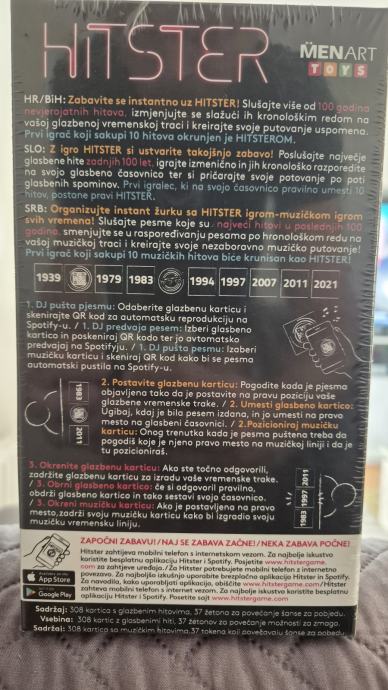 HITSTER
MENART
TOYS
HR/BiH: Zabavite se instantno uz HITSTER! Slušajte više od 100 godina
nevjerojatnih hitova, izmjenjujte se slažući ih kronološkim redom na
vašoj glazbenoj vremenskoj traci i kreirajte svoje putovanje uspomena.
Prvi igrač koji sakupi 10 hitova okrunjen je HITSTEROM.
SLO: Z igro HITSTER si ustvarite takojšnjo zabavo! Poslušajte največje
glasbene hite zadnjih 100 let, igrajte izmenično in jih kronološko razporedite
na svojo glasbeno časovnico ter si pričarajte svoje potovanje po poti
glasbenih spominov. Prvi igralec, ki na svojo časovnico pravilno umesti 10
hitov, postane pravi HITSTER.
SRB: Organizujte instant žurku sa HITSTER igrom-muzičkom igrom
svih vremena! Slušajte pesme koje su najveći hitovi u poslednjih 100
godina, smenjujte se u raspoređivanju pesama po hronološkom redu na
vašoj muzičkoj traci i kreirajte svoje nezaboravno muzičko putovanje!
Prvi igrač koji sakupi 10 muzičkih hitova biće krunisan kao HITSTER!
1939 1979 1983 1994 1997 2007 2011 2021
1. DJ pušta pjesmu: Odaberite glazbenu karticu i
skenirajte QR kod za automatsku reprodukciju na
Spotify-u. / 1. DJ predvaja pesem: Izberi glasbeno
kartico in poskeniraj QR kodo ter jo avtomatsko
predvajaj na Spotifyju. / 1. DJ pušta pesmu: Izaberi
muzičku karticu i skeniraj QR kod kako bi se pesma
automatski pustila na Spotify-u.
1983
2011
2. Postavite glazbenu karticu: Pogodite kada je pjesma
objavljena tako da je postavite na pravu poziciju vaše
glazbene vremenske trake. / 2. Umesti glasbeno kartico:
Ugibaj, kdaj je bila pesem izdana, in jo umesti na pravo
mesto na glasbeni časovnici. / 2.Pozicioniraj muzičku
karticu: Onog trenutka kada je pesma puštena treba da
pogodiš koje je njeno pravo mesto na muzičkoj liniji i da je
tu pozicioniraš.
3. Okrenite glazbenu karticu: Ako ste točno odgovorili,
zadržite glazbenu karticu za izradu vaše vremenske trake.
/ 3. Obrni glasbeno kartico: če si odgovoril pravilno,
obdrži glasbeno kartico in tako sestavi svojo časovnico.
/ 3. Okreni muzičku karticu: Ako je postavljena na pravo
mesto, zadrži svoju muzičku karticu kako bi izgradio svoju
muzičku vremensku liniju.
1983 1997 2011
ZAPOČNI ZABAVU! / NAJ SE ZABAVA ZAČNE! / NEKA ZABAVA POČNE!
Hitster zahtijeva mobilni telefon s internetskom vezom. Za najbolje iskustvo
koristite besplatnu aplikaciju Hitster i Spotify. Posjetite www.hitstergame.
com za zahtjeve uređaja. / Za Hitster potrebujete mobilni telefon z internetno
povezavo. Za najboljšo izkušnjo uporabite brezplačno aplikacijo Hitster in Spotify.
Za navodila, kako uporabljati aplikacijo, obiščite www.hitstergame.com/ Hitster
zahteva mobilni telefon sa internet vezom. Za najbolje iskustvo koristite besplatnu
aplikaciju Hitster i Spotify. Posetite sajt www.hitstergame.com
App Store
Google Play
Sadržaj: 308 kartica s glazbenim hitovima, 37 žetona za povećanje šanse za pobjedu.
Vsebina: 308 kartic z glasbenimi hiti, 37 žetonov za povečanje možnosti za zmago.
Sadržaj: 308 kartica sa muzičkim hitovima,37 tokena koji povećavaju šanse za pobedu